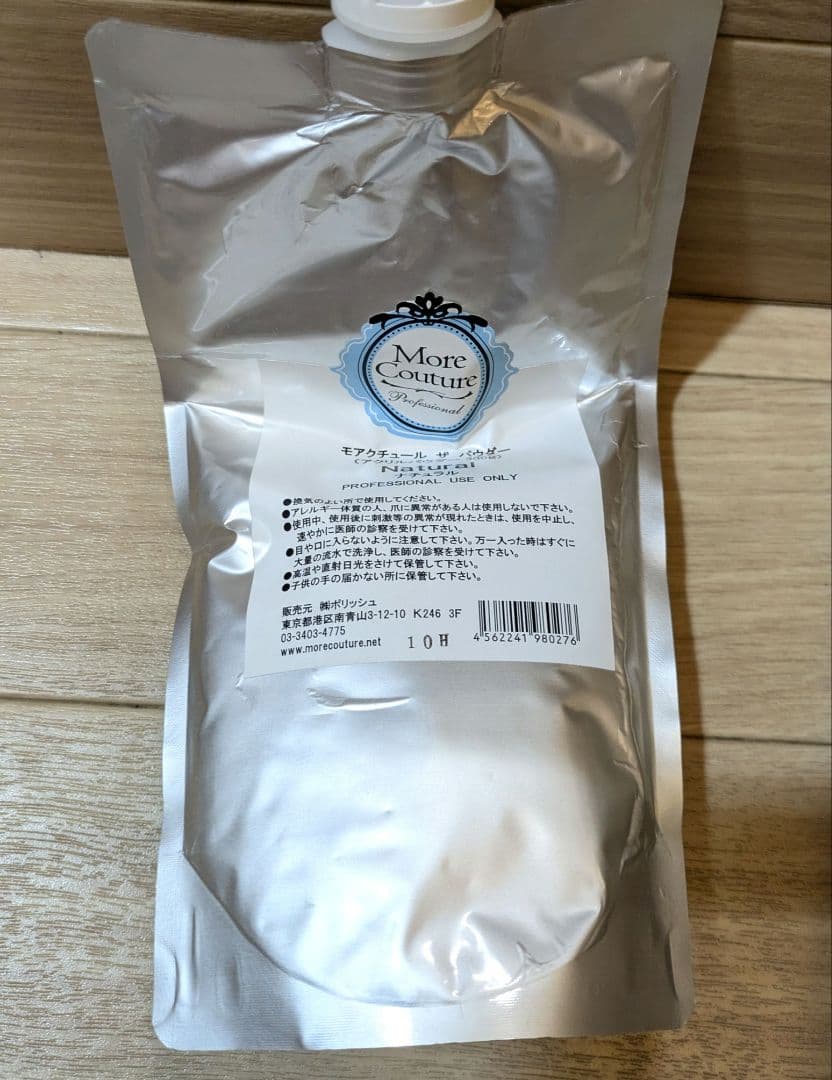 More
Couture
Professional
モアクチュール ザ パウダー
Natural
ナチュラル
PROFESSIONAL USE ONLY
●換気のよい所で使用してください。
●アレルギー体質の人、爪に異常がある人は使用しないで下さい。
●使用中、使用後に刺激等の異常が現れたときは、使用を中止し、
速やかに医師の診察を受けて下さい。
●目や口に入らないように注意して下さい。万一入った時はすぐに
大量の流水で洗浄し、医師の診察を受けて下さい。
●高温や直射日光をさけて保管して下さい。
●子供の手の届かない所に保管して下さい。
販売元 ㈱ポリッシュ
東京都港区南青山3-12-10 K246 3F
03-3403-4775
www.morecouture.net
10H
4562241980276